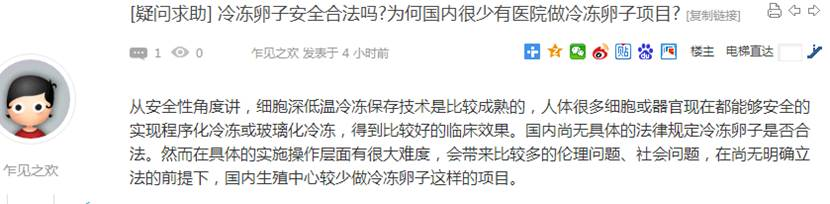 [疑问求助] 冷冻卵子安全合法吗?为何国内很少有医院做冷冻卵子项目? [复制链接]
1 0 乍见之欢 发表于 4 小时前 贴 楼主 电梯直达
从安全性角度讲，细胞深低温冷冻保存技术是比较成熟的，人体很多细胞或器官现在都能够安全的
实现程序化冷冻或玻璃化冷冻，得到比较好的临床效果。国内尚无具体的法律规定冷冻卵子是否合
法。然而在具体的实施操作层面有很大难度，会带来比较多的伦理问题、社会问题，在尚无明确立
法的前提下，国内生殖中心较少做冷冻卵子这样的项目。
乍见之欢